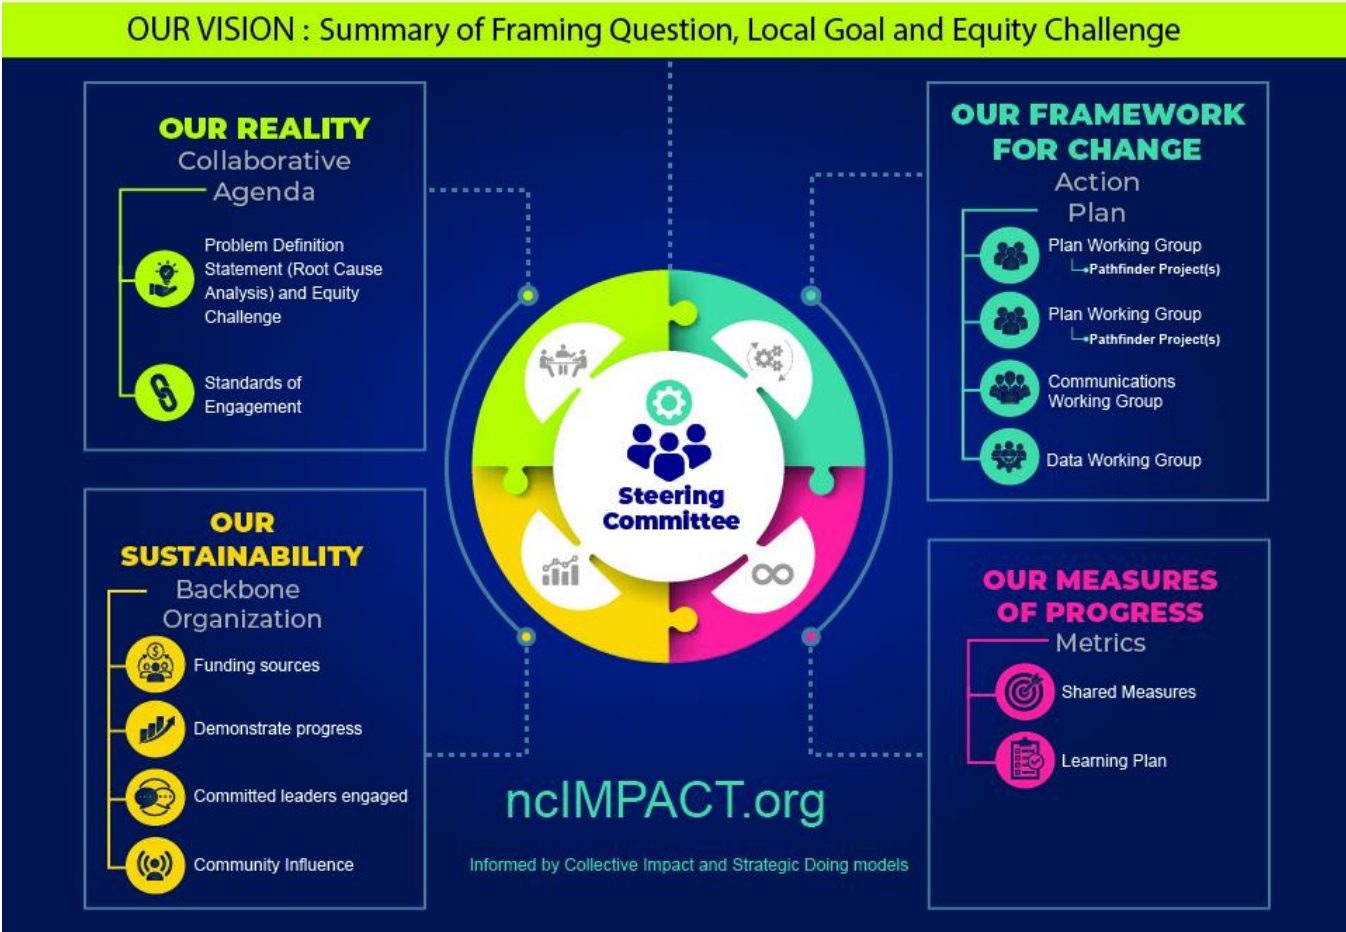 OUR VISION : Summary of Framing Question, Local Goal and Equity Challenge
OUR REALITY
Collaborative
Agenda
Problem Definition
Statement (Root Cause
Analysis) and Equity
Challenge
Standards of
Engagement
OUR FRAMEWORK
FOR CHANGE
Action
Plan
Plan Working Group
Pathfinder Project(s)
Plan Working Group
Pathfinder Project(s)
Communications
Working Group
Data Working Group
Steering
Committee
OUR
SUSTAINABILITY
Backbone
Organization
Funding sources
Demonstrate progress
Committed leaders engaged
Community Influence
OUR MEASURES
OF PROGRESS
Metrics
Shared Measures
Learning Plan
ncIMPACT.org
Informed by Collective Impact and Strategic Doing models